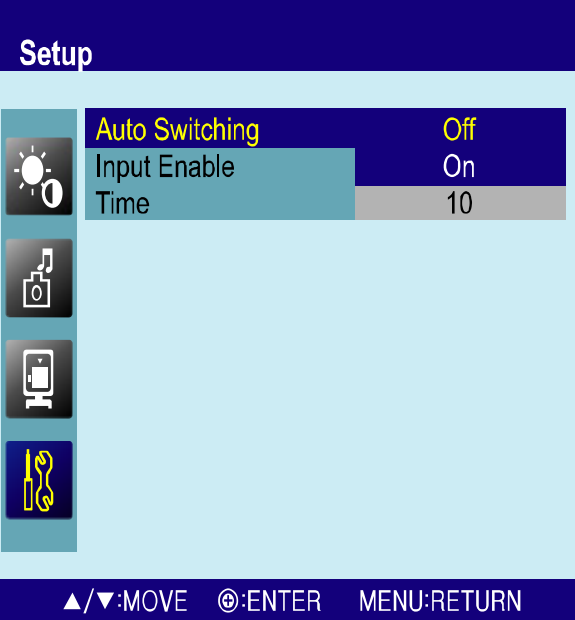 Setup
Auto Switching Off
Input Enable On
Time 10
▲/▼:MOVE ⊕:ENTER MENU:RETURN